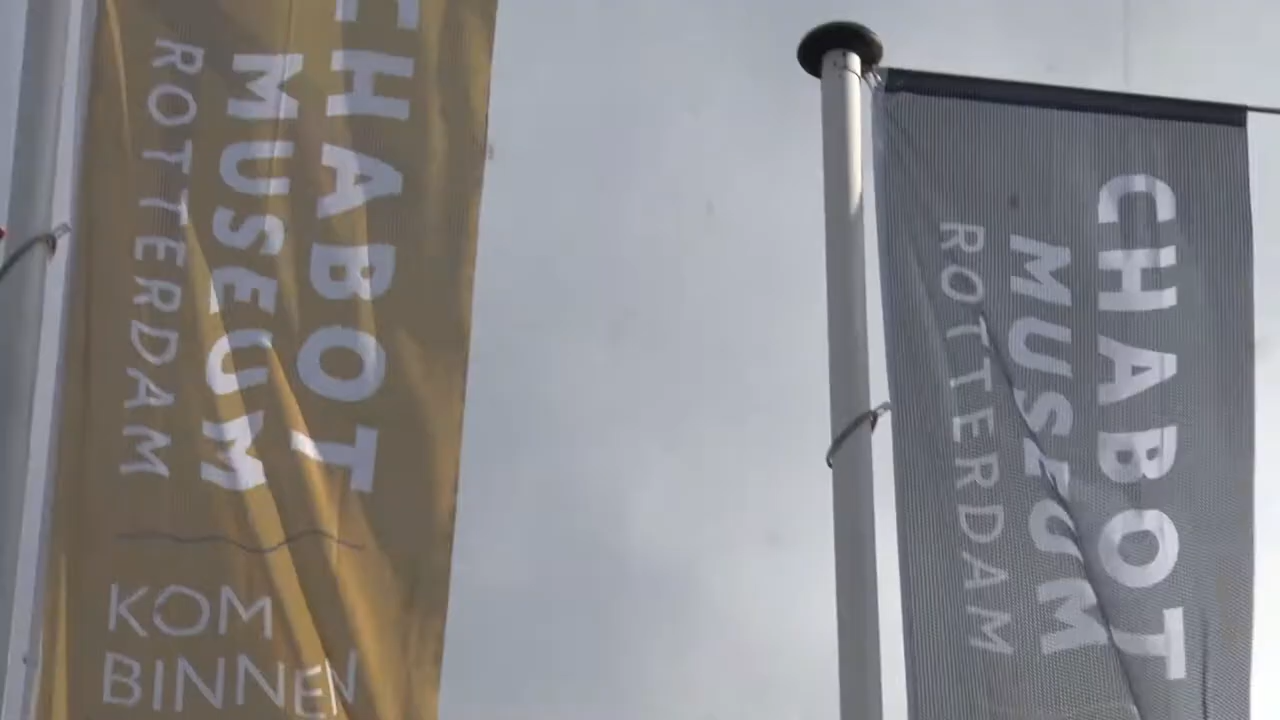 CHABOT
MUSEUM
ROTTERDAM
KOM
BINNEN
CHABOT
MUSEUM
ROTTERDAM